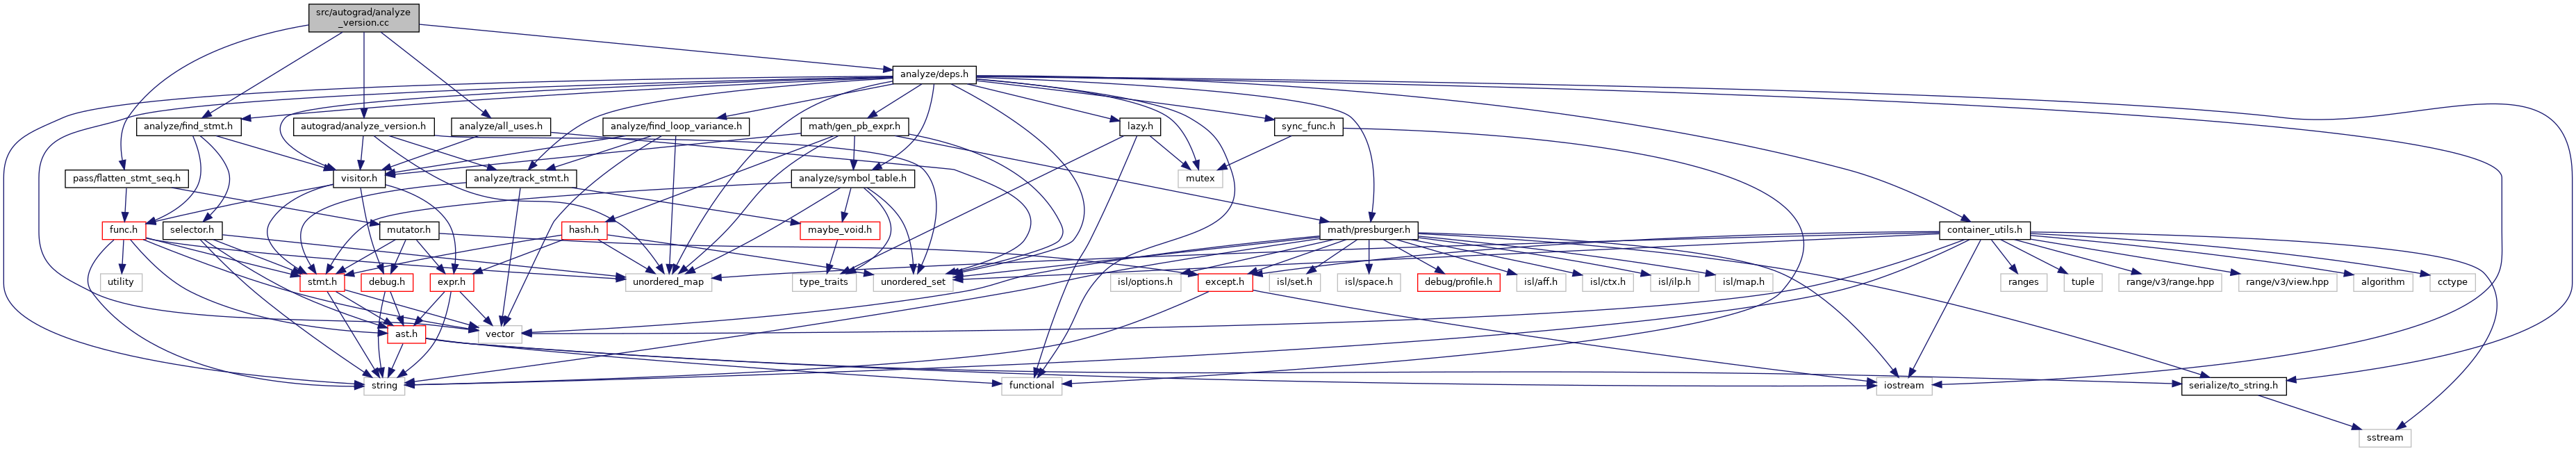 src/autograd/analyze
_version.cc
analyze/deps.h
analyze/find_stmt.h
autograd/analyze_version.h
analyze/all_uses.h
analyze/find_loop_variance.h
math/gen_pb_expr.h
lazy.h
sync_func.h
pass/flatten_stmt_seq.h
visitor.h
analyze/track_stmt.h
analyze/symbol_table.h
mutex
func.h
selector.h
mutator.h
hash.h
maybe_void.h
math/presburger.h
container_utils.h
utility
stmt.h
debug.h
expr.h
unordered_map
type_traits
unordered_set
isl/options.h
except.h
isl/set.h
isl/space.h
debug/profile.h
isl/aff.h
isl/ctx.h
isl/ilp.h
isl/map.h
ranges
tuple
range/v3/range.hpp
range/v3/view.hpp
algorithm
cctype
ast.h
vector
string
functional
iostream
serialize/to_string.h
sstream